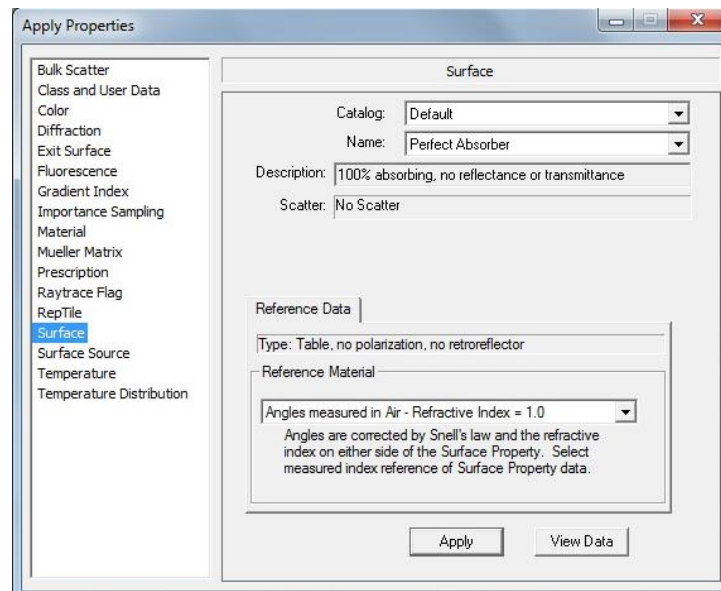 Apply Properties
Bulk Scatter
Class and User Data
Color
Diffraction
Exit Surface
Fluorescence
Gradient Index
Importance Sampling
Material
Mueller Matrix
Prescription
Raytrace Flag
RepTile
Surface
Surface Source
Temperature
Temperature Distribution
Surface
Catalog: Default
Name: Perfect Absorber
Description: 100% absorbing, no reflectance or transmittance
Scatter: No Scatter
Reference Data
Type: Table, no polarization, no retroreflector
Reference Material
Angles measured in Air - Refractive Index = 1.0
Angles are corrected by Snell's law and the refractive
index on either side of the Surface Property. Select
measured index reference of Surface Property data.
Apply View Data